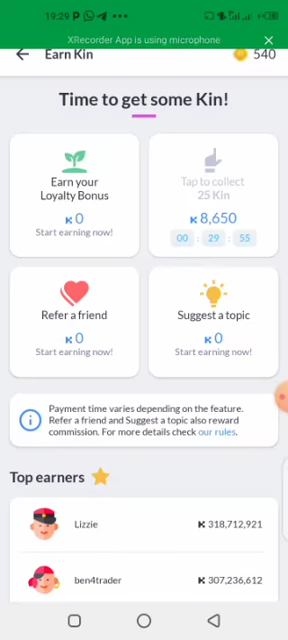 19:29
XRecorder App is using microphone
Earn Kin
540
Time to get some Kin!
Earn your
Loyalty Bonus
K 0
Start earning now!
Tap to collect
25 Kin
K 8,650
00 : 29 : 55
Refer a friend
K 0
Start earning now!
Suggest a topic
K 0
Start earning now!
Payment time varies depending on the feature.
Refer a friend and Suggest a topic also reward
commission. For more details check our rules.
Top earners
Lizzie
K 318,712,921
ben4trader
K 307,236,612